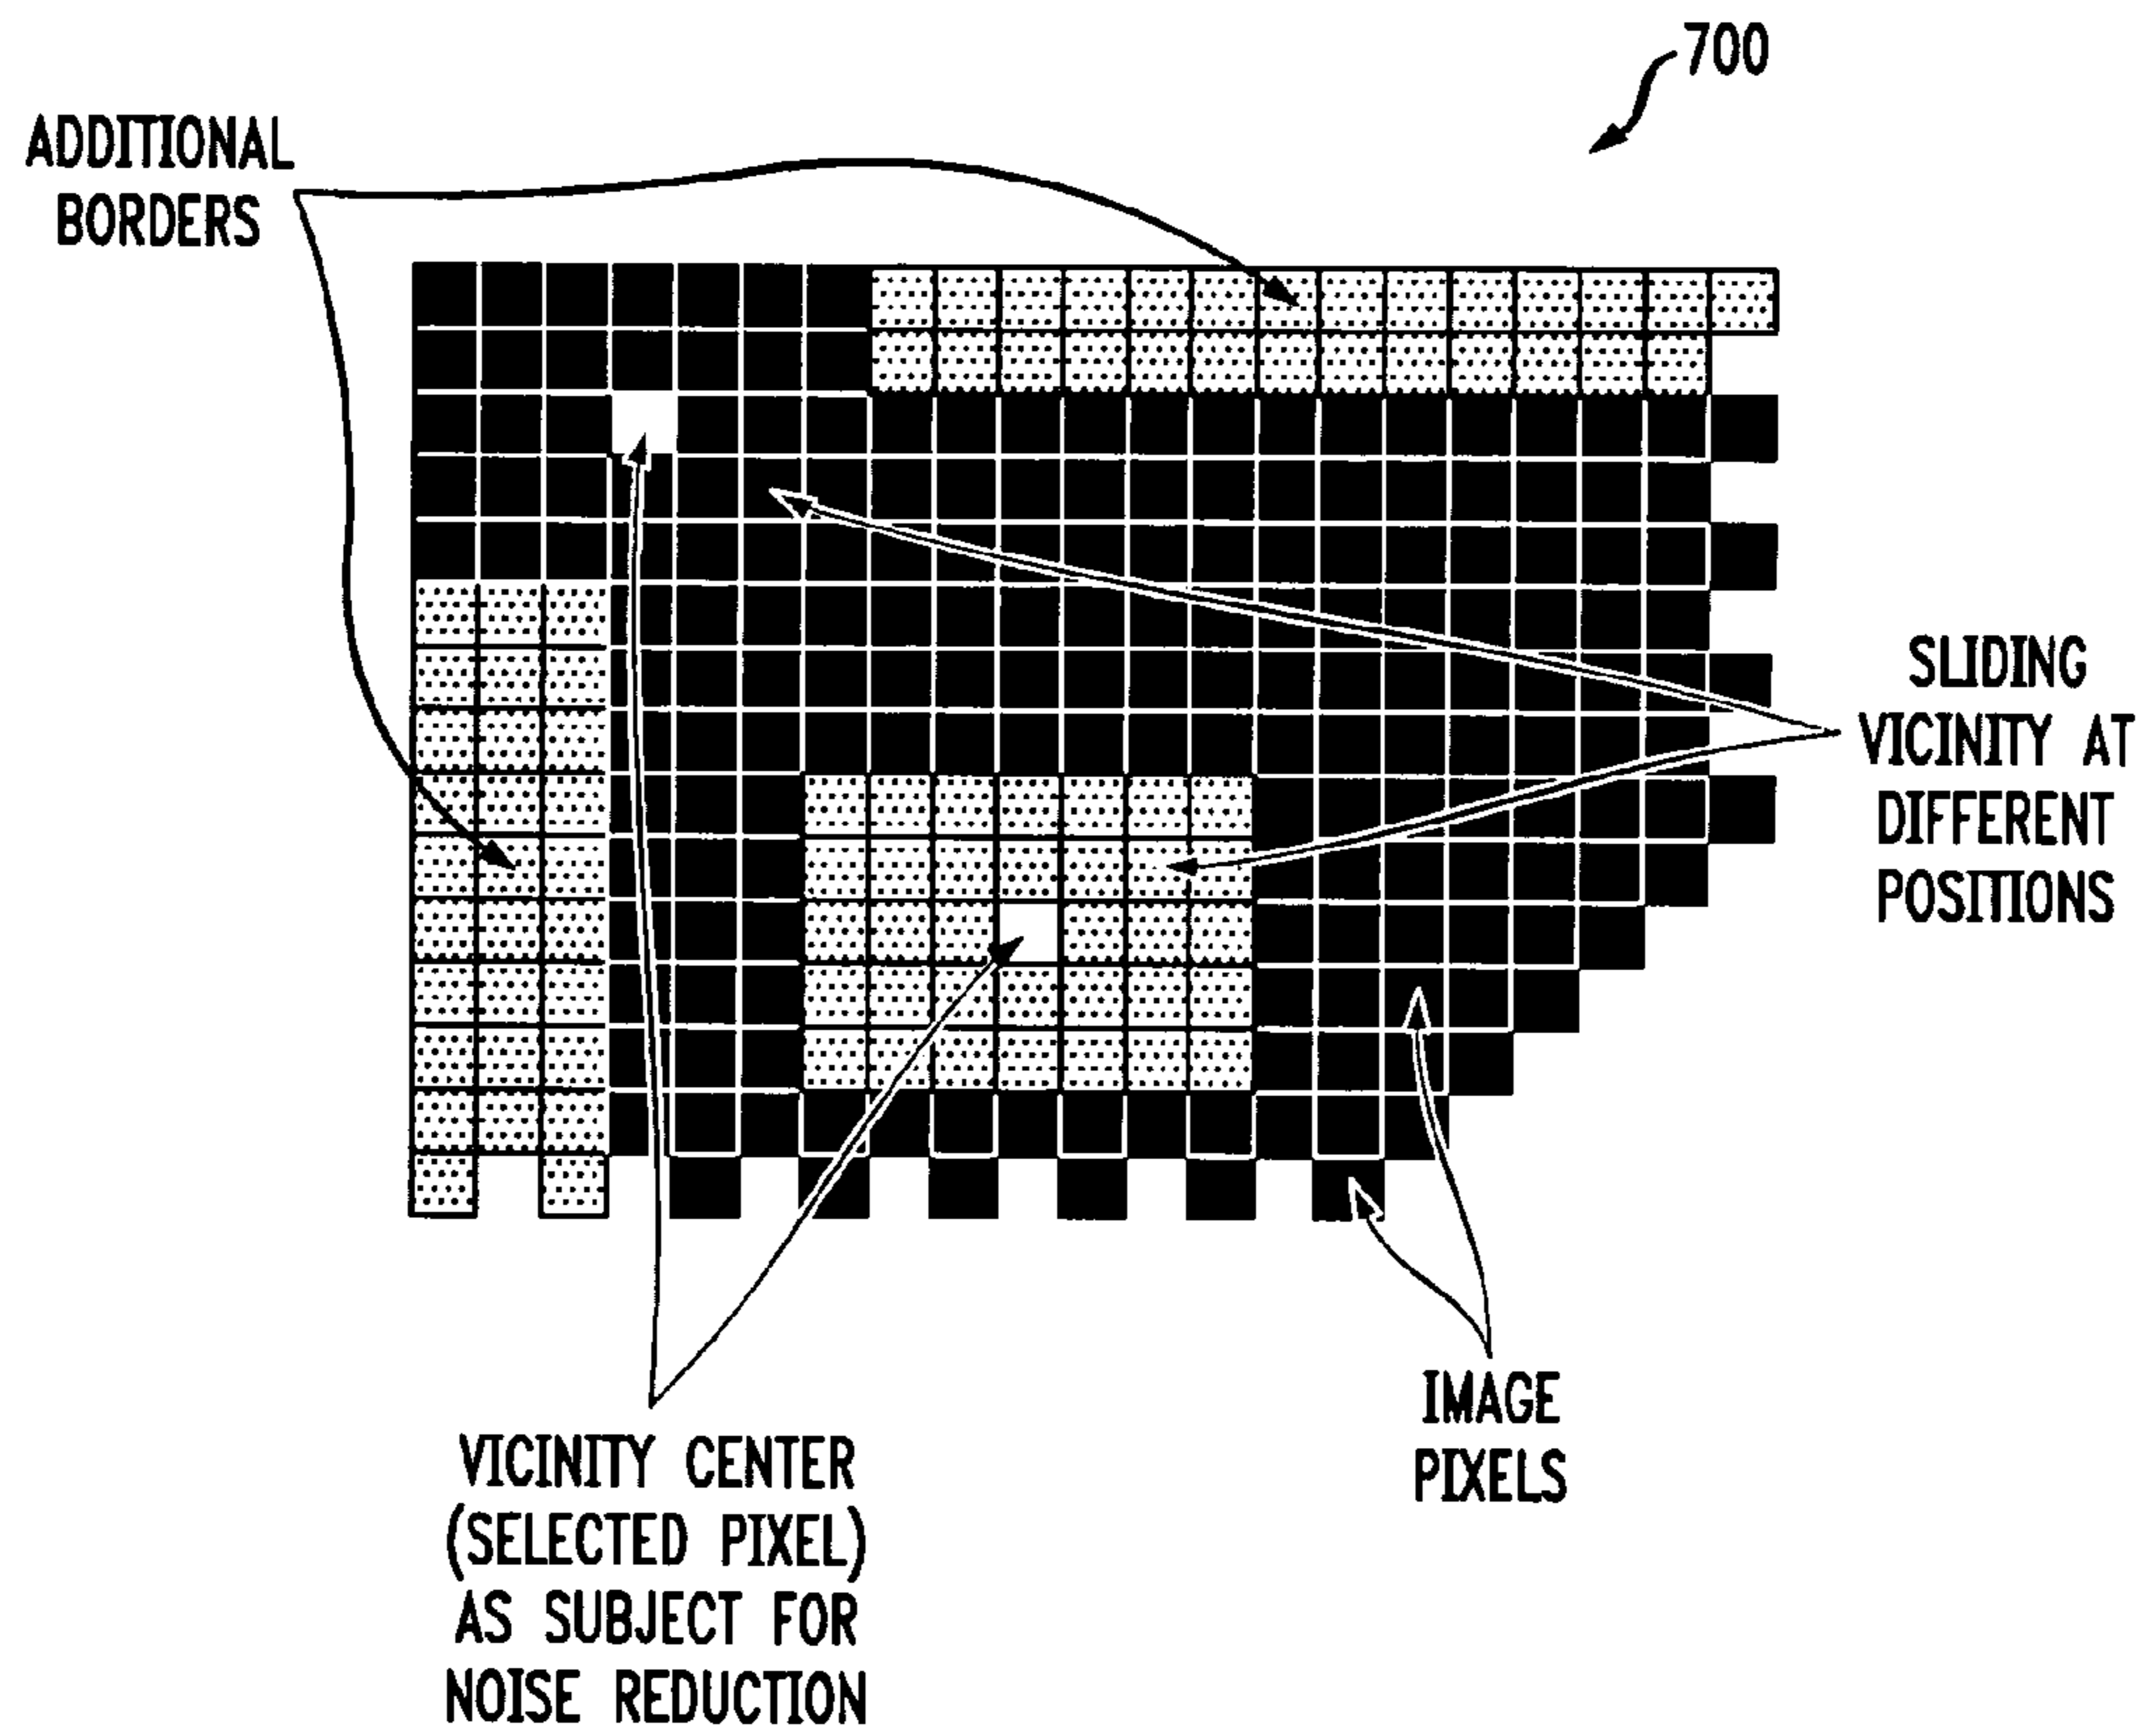 700
ADDITIONAL
BORDERS
SLIDING
VICINITY AT
DIFFERENT
POSITIONS
IMAGE
PIXELS
VICINITY CENTER
(SELECTED PIXEL)
AS SUBJECT FOR
NOISE REDUCTION